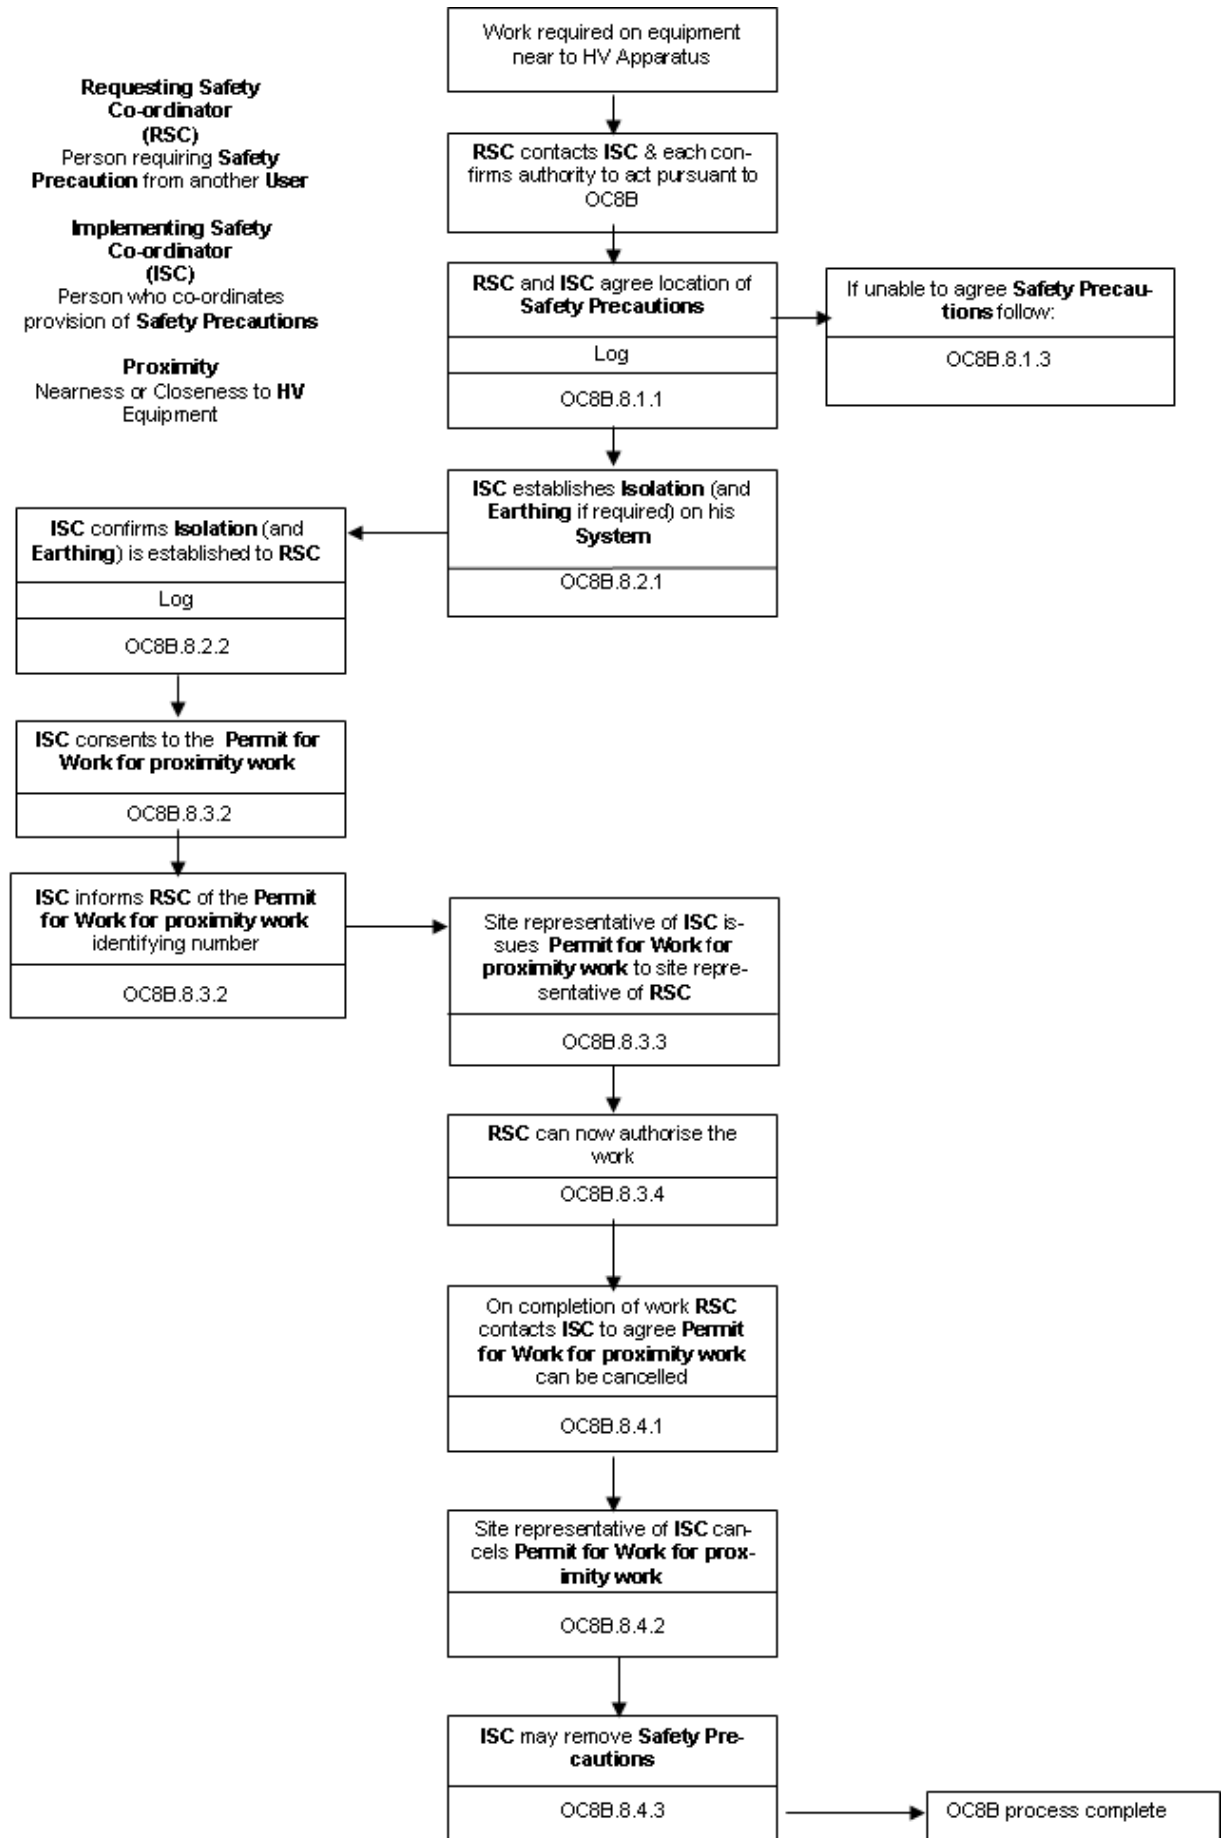 Work required on equipment
near to HV Apparatus
Requesting Safety
Co-ordinator
(RSC)
Person requiring Safety
Precaution from another User
Implementing Safety
Co-ordinator
(ISC)
Person who co-ordinates
provision of Safety Precautions
Proximity
Nearness or Closeness to HV
Equipment
RSC contacts ISC & each con-
firms authority to act pursuant to
OC8B
RSC and ISC agree location of
Safety Precautions
Log
OC8B.8.1.1
If unable to agree Safety Precau-
tions follow:
OC8B.8.1.3
ISC establishes Isolation (and
Earthing if required) on his
System
OC8B.8.2.1
ISC confirms Isolation (and
Earthing) is established to RSC
Log
OC8B.8.2.2
ISC consents to the Permit for
Work for proximity work
OC8B.8.3.2
ISC informs RSC of the Permit
for Work for proximity work
identifying number
OC8B.8.3.2
Site representative of ISC is-
sues Permit for Work for
proximity work to site repre-
sentative of RSC
OC8B.8.3.3
RSC can now authorise the
work
OC8B.8.3.4
On completion of work RSC
contacts ISC to agree Permit
for Work for proximity work
can be cancelled
OC8B.8.4.1
Site representative of ISC can-
cels Permit for Work for prox-
imity work
OC8B.8.4.2
ISC may remove Safety Pre-
cautions
OC8B.8.4.3
OC8B process complete